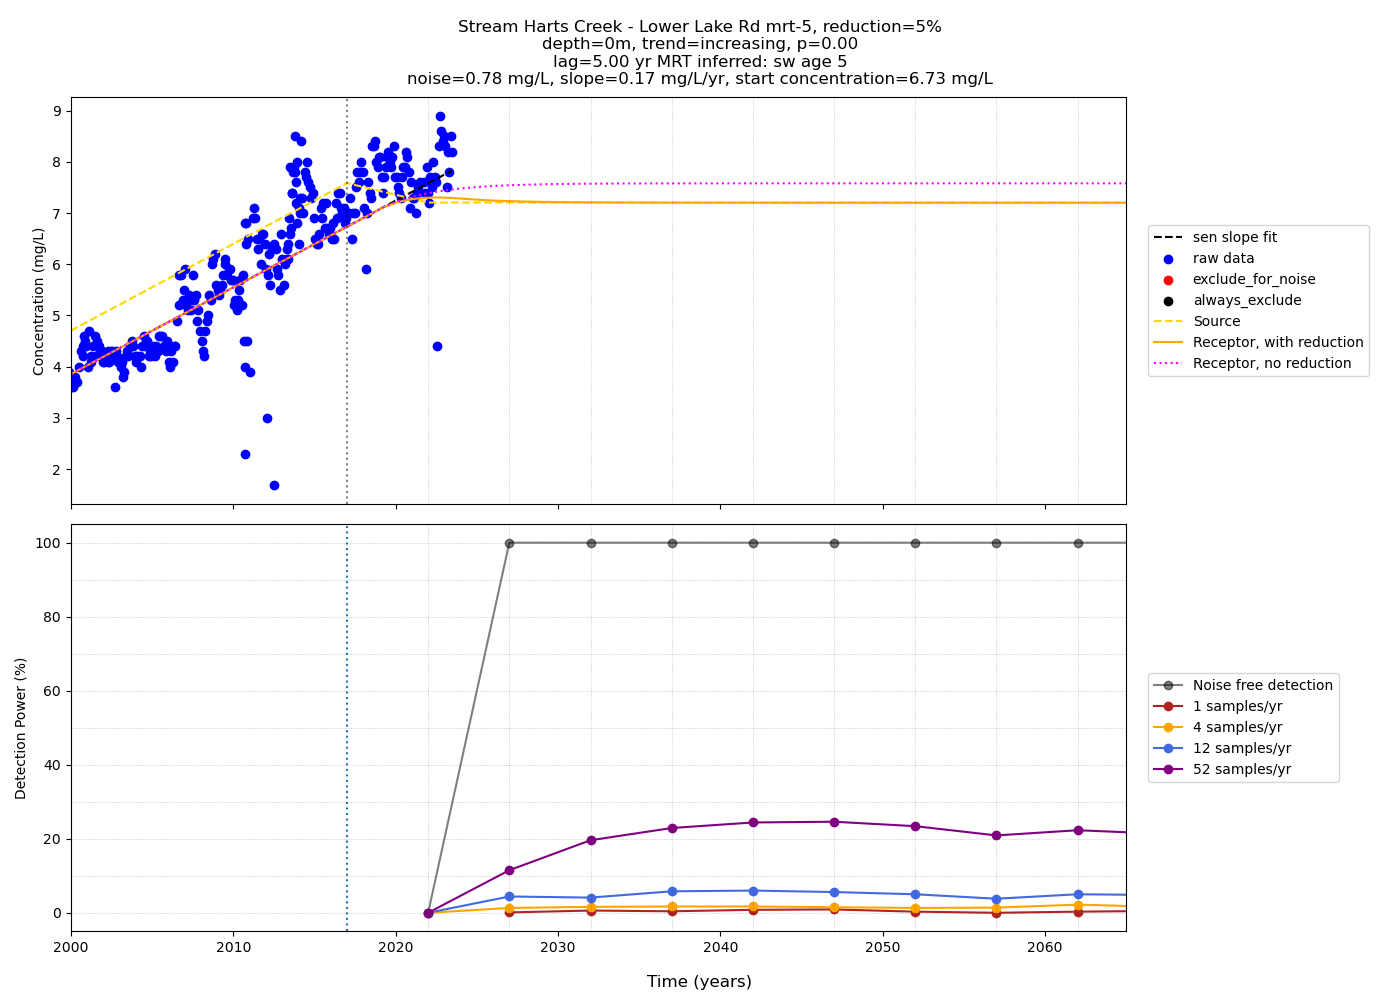 Stream Harts Creek - Lower Lake Rd mrt-5, reduction=5%
depth=0m, trend=increasing, p=0.00
lag=5.00 yr MRT inferred: sw age 5
noise=0.78 mg/L, slope=0.17 mg/L/yr, start concentration=6.73 mg/L
Concentration (mg/L)
9
8
7
6
5
4
3
2
sen slope fit
raw data
exclude_for_noise
always_exclude
Source
Receptor, with reduction
Receptor, no reduction
Detection Power (%)
100
80
60
40
20
0
Noise free detection
1 samples/yr
4 samples/yr
12 samples/yr
52 samples/yr
2000 2010 2020 2030 2040 2050 2060
Time (years)